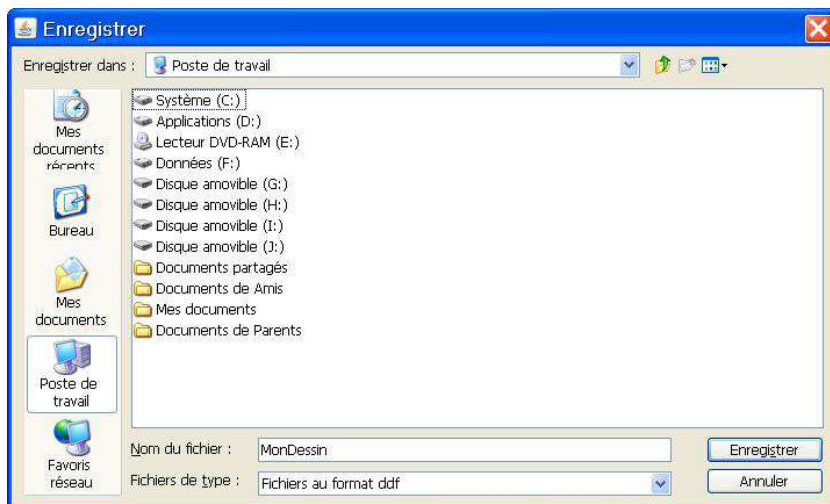 Enregistrer
Enregistrer dans : Poste de travail
Mes
documents
récents
Bureau
Mes
documents
Poste de
travail
Favoris
réseau
Système (C:)
Applications (D:)
Lecteur DVD-RAM (E:)
Données (F:)
Disque amovible (G:)
Disque amovible (H:)
Disque amovible (I:)
Disque amovible (J:)
Documents partagés
Documents de Amis
Mes documents
Documents de Parents
Nom du fichier : MonDessin Enregistrer
Fichiers de type : Fichiers au format ddf Annuler